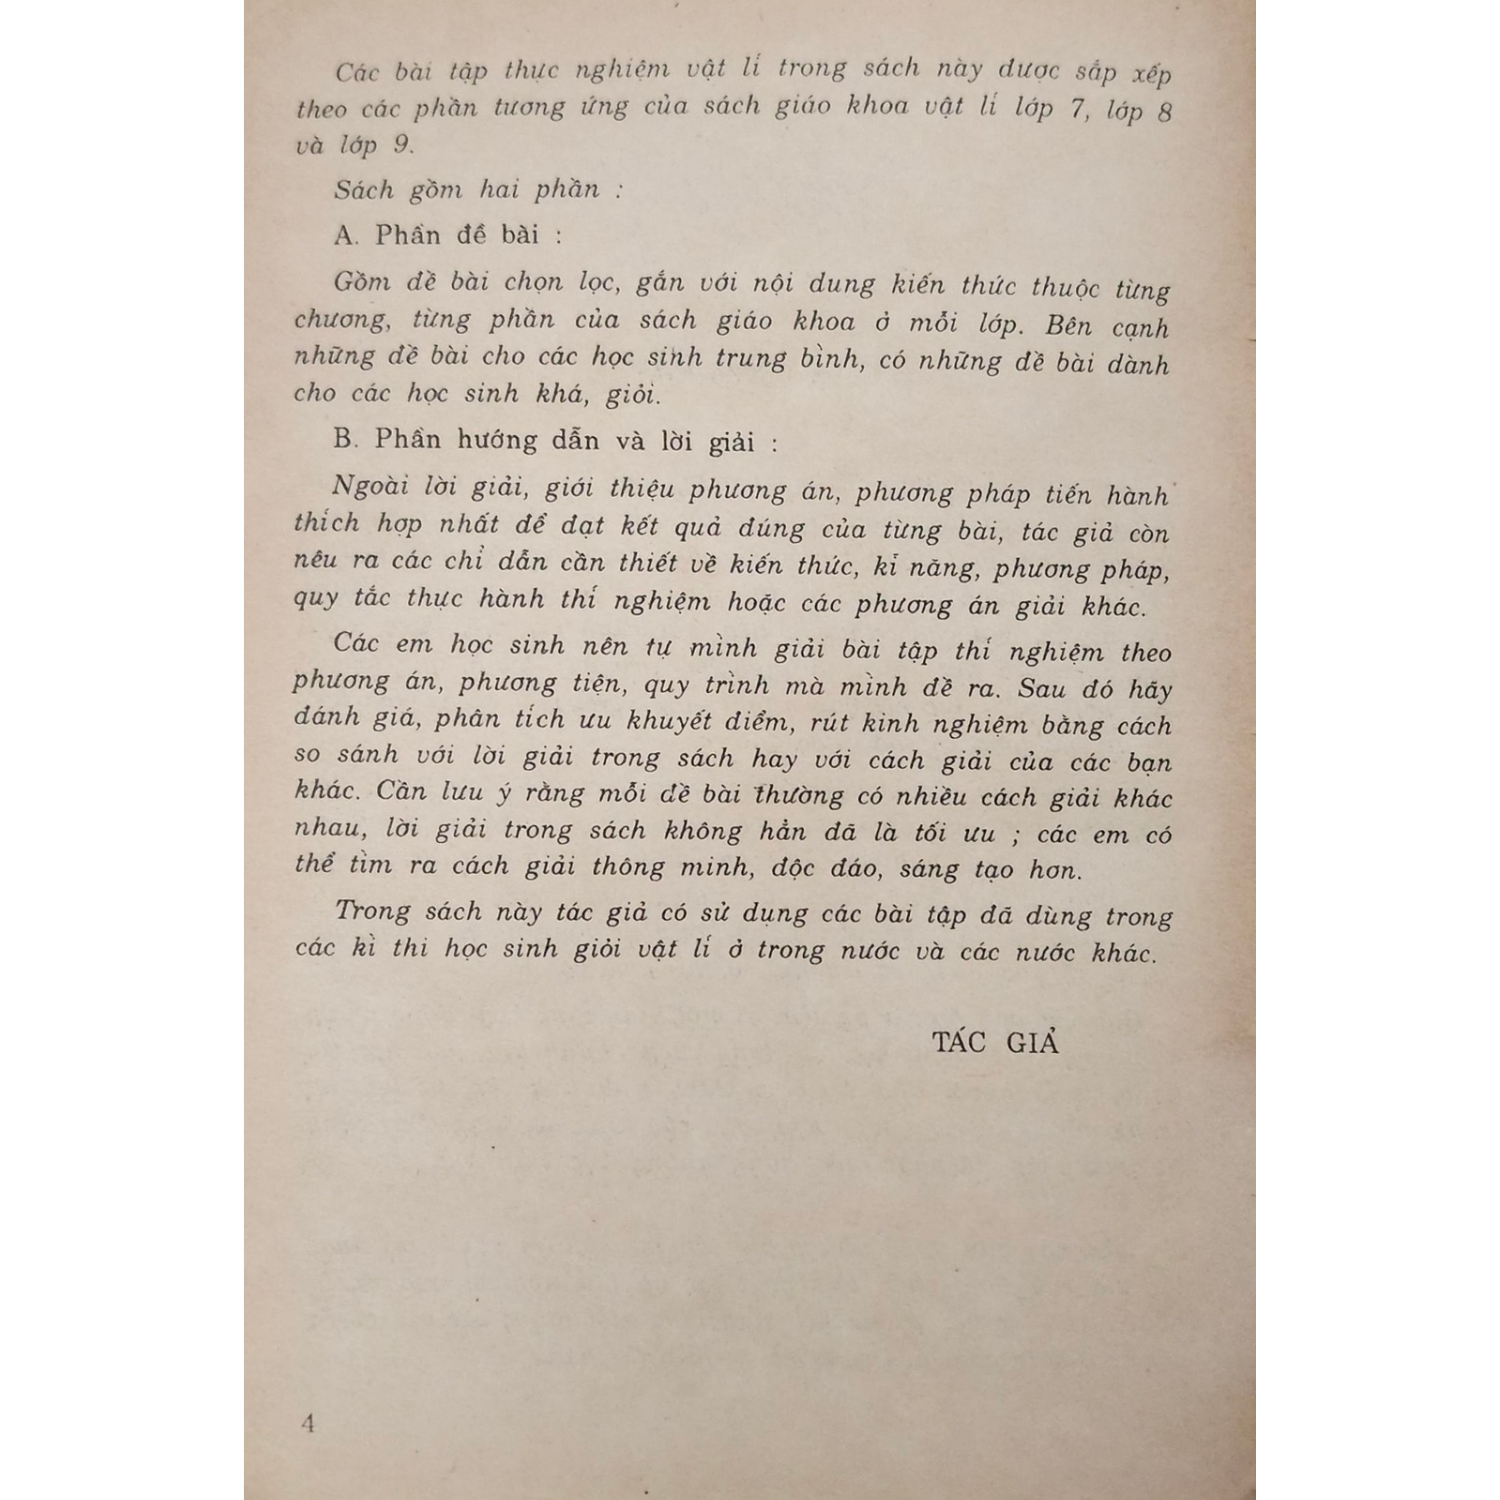 Các bài tập thực nghiệm vật lí trong sách này được sắp xếp
theo các phần tương ứng của sách giáo khoa vật lí lớp 7, lớp 8
và lớp 9.
Sách gồm hai phần :
A. Phần đề bài :
Gồm đề bài chọn lọc, gắn với nội dung kiến thức thuộc từng
chương, từng phần của sách giáo khoa ở mỗi lớp. Bên cạnh
những đề bài cho các học sinh trung bình, có những đề bài dành
cho các học sinh khá, giỏi.
B. Phần hướng dẫn và lời giải :
Ngoài lời giải, giới thiệu phương án, phương pháp tiến hành
thích hợp nhất để đạt kết quả đúng của từng bài, tác giả còn
nêu ra các chỉ dẫn cần thiết về kiến thức, kĩ năng, phương pháp,
quy tắc thực hành thí nghiệm hoặc các phương án giải khác.
Các em học sinh nên tự mình giải bài tập thí nghiệm theo
phương án, phương tiện, quy trình mà mình đề ra. Sau đó hãy
đánh giá, phân tích ưu khuyết điểm, rút kinh nghiệm bằng cách
so sánh với lời giải trong sách hay với cách giải của các bạn
khác. Cần lưu ý rằng mỗi đề bài thường có nhiều cách giải khác
nhau, lời giải trong sách không hẳn đã là tối ưu ; các em có
thể tìm ra cách giải thông minh, độc đáo, sáng tạo hơn.
Trong sách này tác giả có sử dụng các bài tập đã dùng trong
các kì thi học sinh giỏi vật lí ở trong nước và các nước khác.
TÁC GIẢ
4